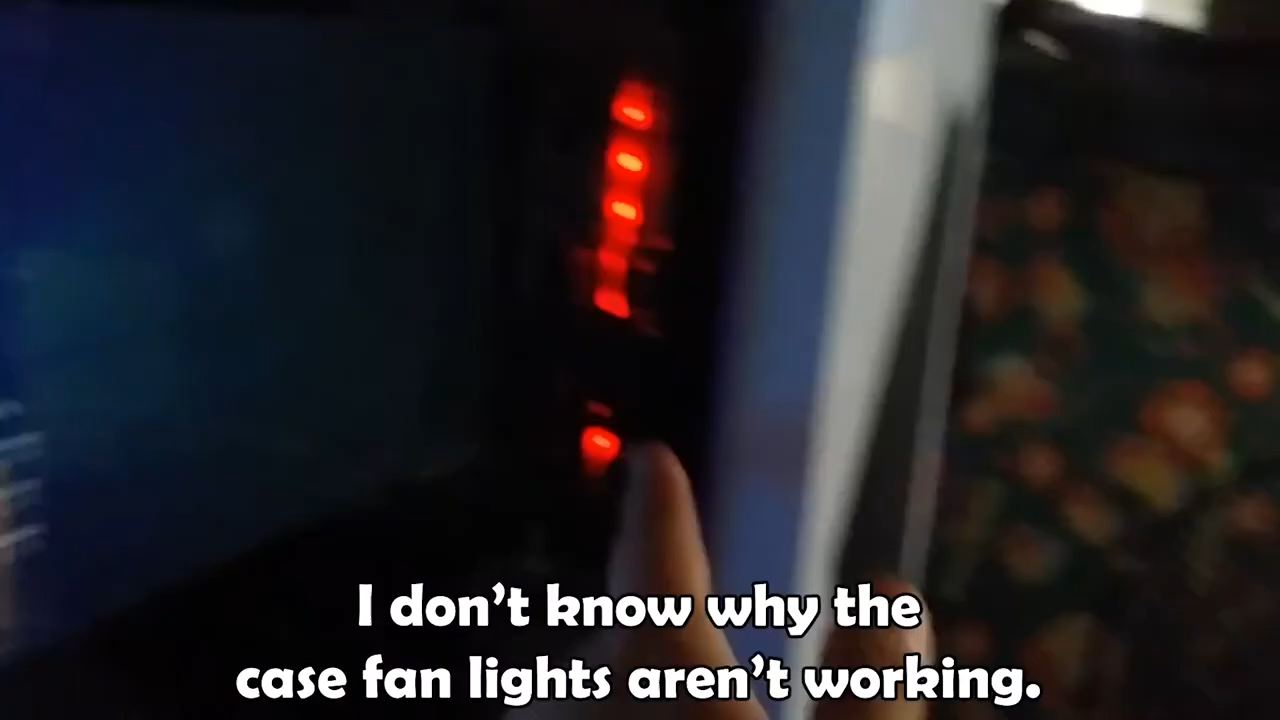 I don’t know why the
case fan lights aren’t working.